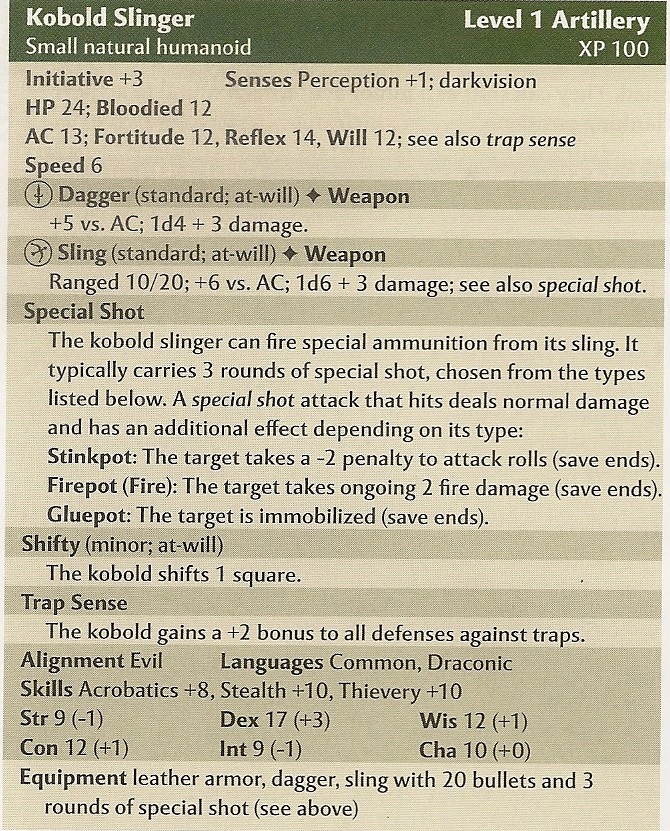 Kobold Slinger Level 1 Artillery
Small natural humanoid XP 100
Initiative +3 Senses Perception +1; darkvision
HP 24; Bloodied 12
AC 13; Fortitude 12, Reflex 14, Will 12; see also trap sense
Speed 6
Dagger (standard; at-will) ✦ Weapon
+5 vs. AC; 1d4 + 3 damage.
Sling (standard; at-will) ✦ Weapon
Ranged 10/20; +6 vs. AC; 1d6 + 3 damage; see also special shot.
Special Shot
The kobold slinger can fire special ammunition from its sling. It
typically carries 3 rounds of special shot, chosen from the types
listed below. A special shot attack that hits deals normal damage
and has an additional effect depending on its type:
Stinkpot: The target takes a -2 penalty to attack rolls (save ends).
Firepot (Fire): The target takes ongoing 2 fire damage (save ends).
Gluepot: The target is immobilized (save ends).
Shifty (minor; at-will)
The kobold shifts 1 square.
Trap Sense
The kobold gains a +2 bonus to all defenses against traps.
Alignment Evil Languages Common, Draconic
Skills Acrobatics +8, Stealth +10, Thievery +10
Str 9 (-1) Dex 17 (+3) Wis 12 (+1)
Con 12 (+1) Int 9 (-1) Cha 10 (+0)
Equipment leather armor, dagger, sling with 20 bullets and 3
rounds of special shot (see above)